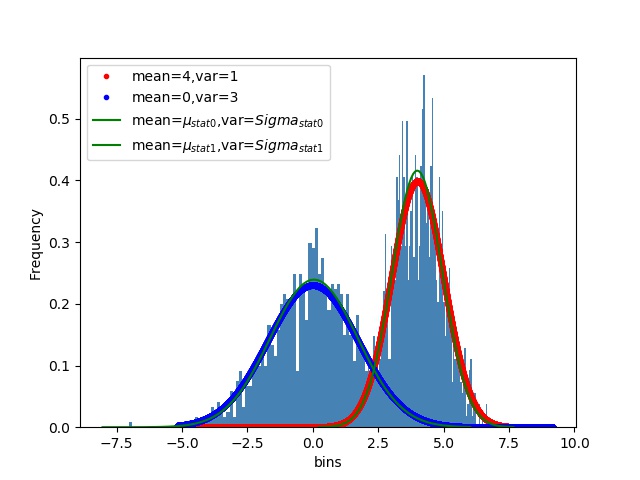 mean=4,var=1
mean=0,var=3
mean=μstat0,var=Sigmastat0
mean=μstat1,var=Sigmastat1
Frequency
0.5
0.4
0.3
0.2
0.1
0.0
−7.5 −5.0 −2.5 0.0 2.5 5.0 7.5 10.0
bins